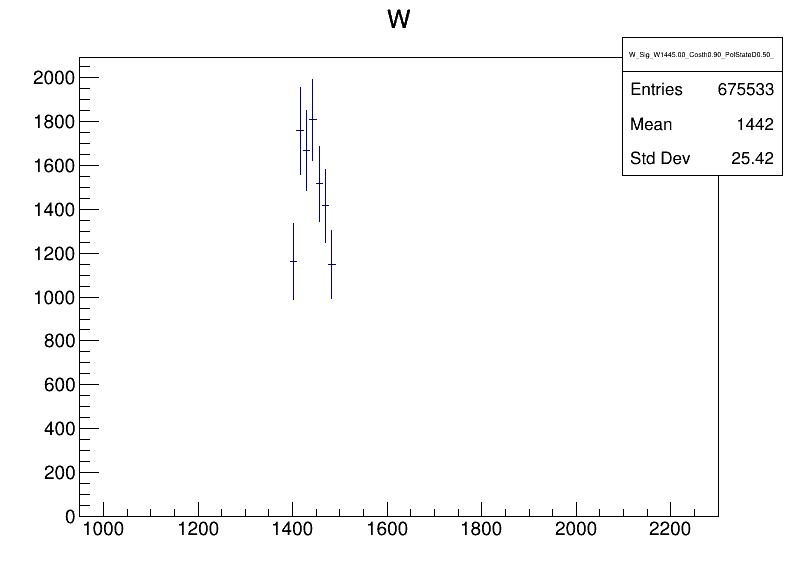 W
W_Sig_W1445.00_Costh0.90_PolState0.50_
Entries 675533
Mean 1442
Std Dev 25.42
2000
1800
1600
1400
1200
1000
800
600
400
200
0
1000 1200 1400 1600 1800 2000 2200